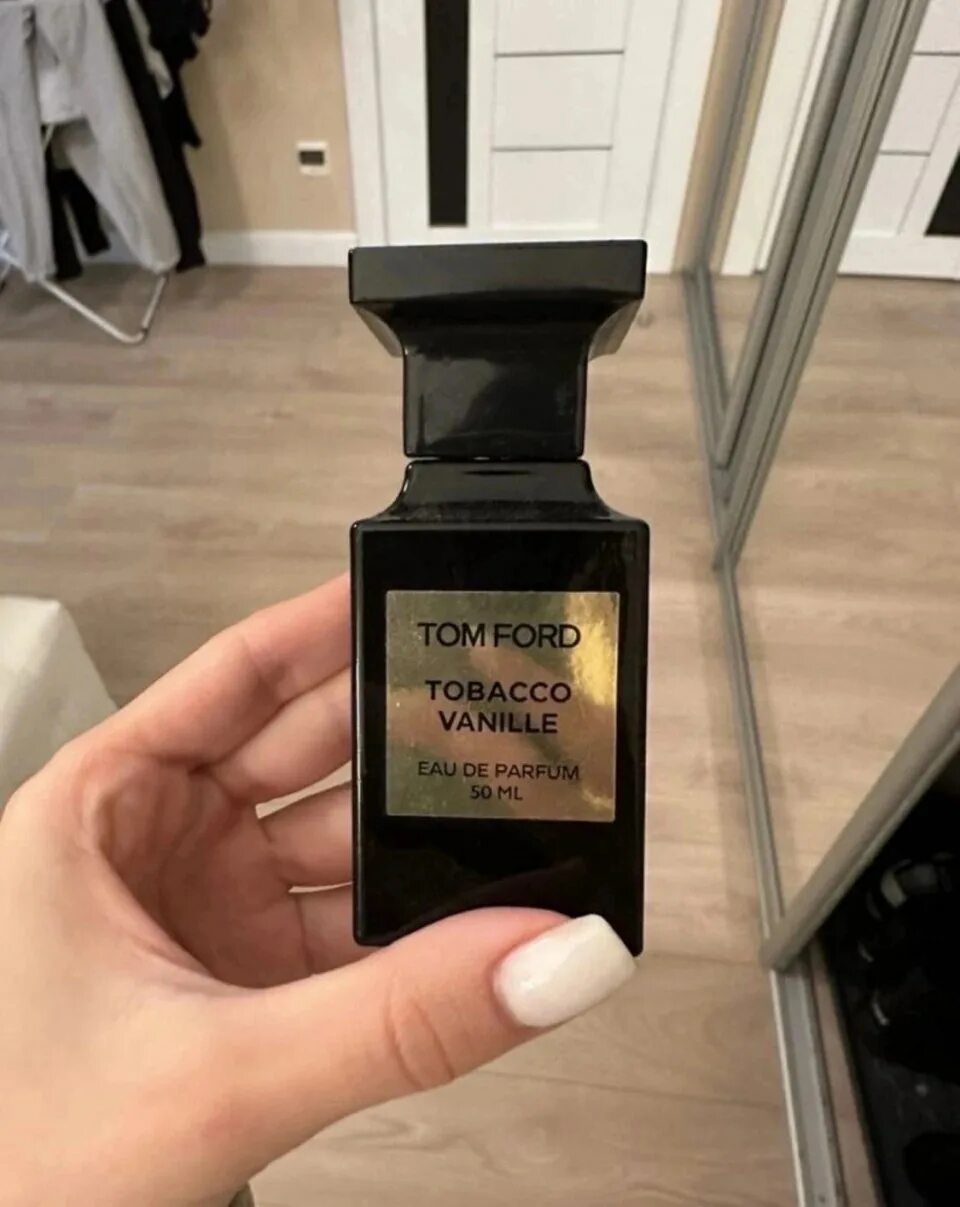 TOM FORD
TOBACCO
VANILLE
EAU DE PARFUM
50 ML